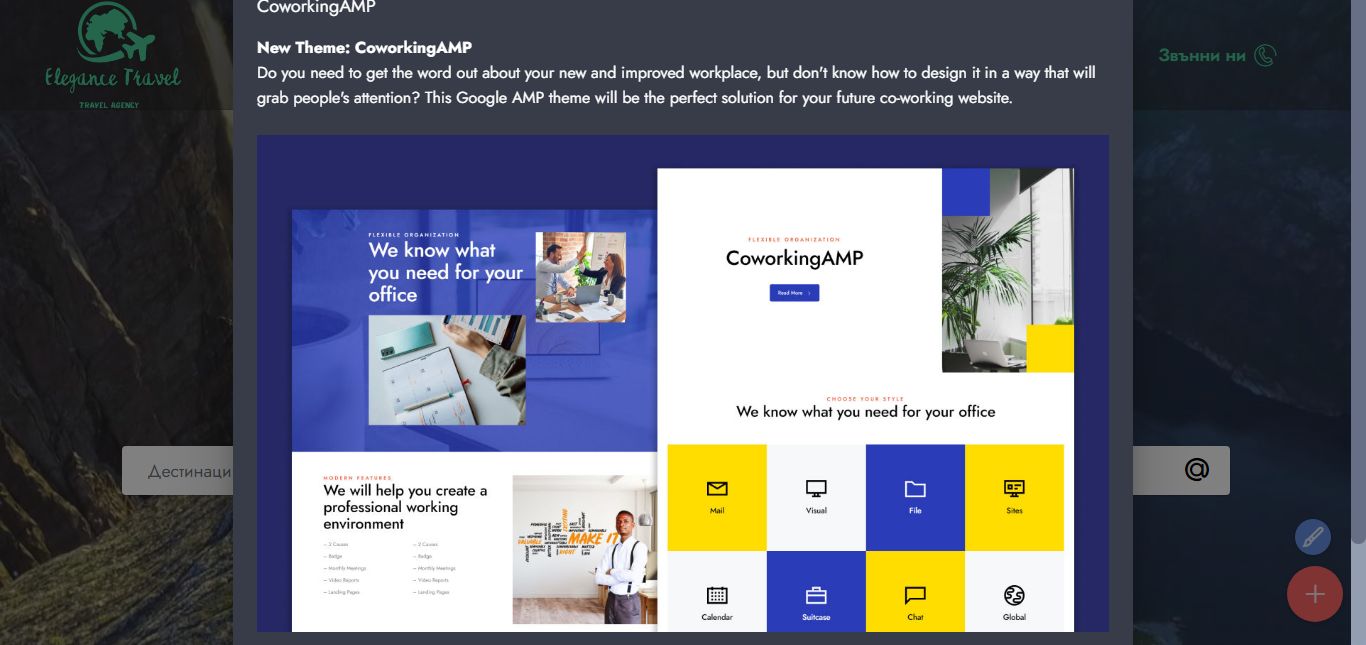 CoworkingAMP
Elegance Travel
TRAVEL AGENCY
Звънни ни
New Theme: CoworkingAMP
Do you need to get the word out about your new and improved workplace, but don't know how to design it in a way that will
grab people's attention? This Google AMP theme will be the perfect solution for your future co-working website.
FLEXIBLE ORGANIZATION
We know what
you need for your
office
FLEXIBLE ORGANIZATION
CoworkingAMP
Read More
CHOOSE YOUR STYLE
We know what you need for your office
Mail
Visual
File
Sites
Дестинаци
@
MODERN FEATURES
We will help you create a
professional working
environment
– 2 Causes
– Badge
– Monthly Meetings
– Video Reports
– Landing Pages
– 2 Causes
– Badge
– Monthly Meetings
– Video Reports
– Landing Pages
MAKE IT
Calendar
Suitcase
Chat
Global